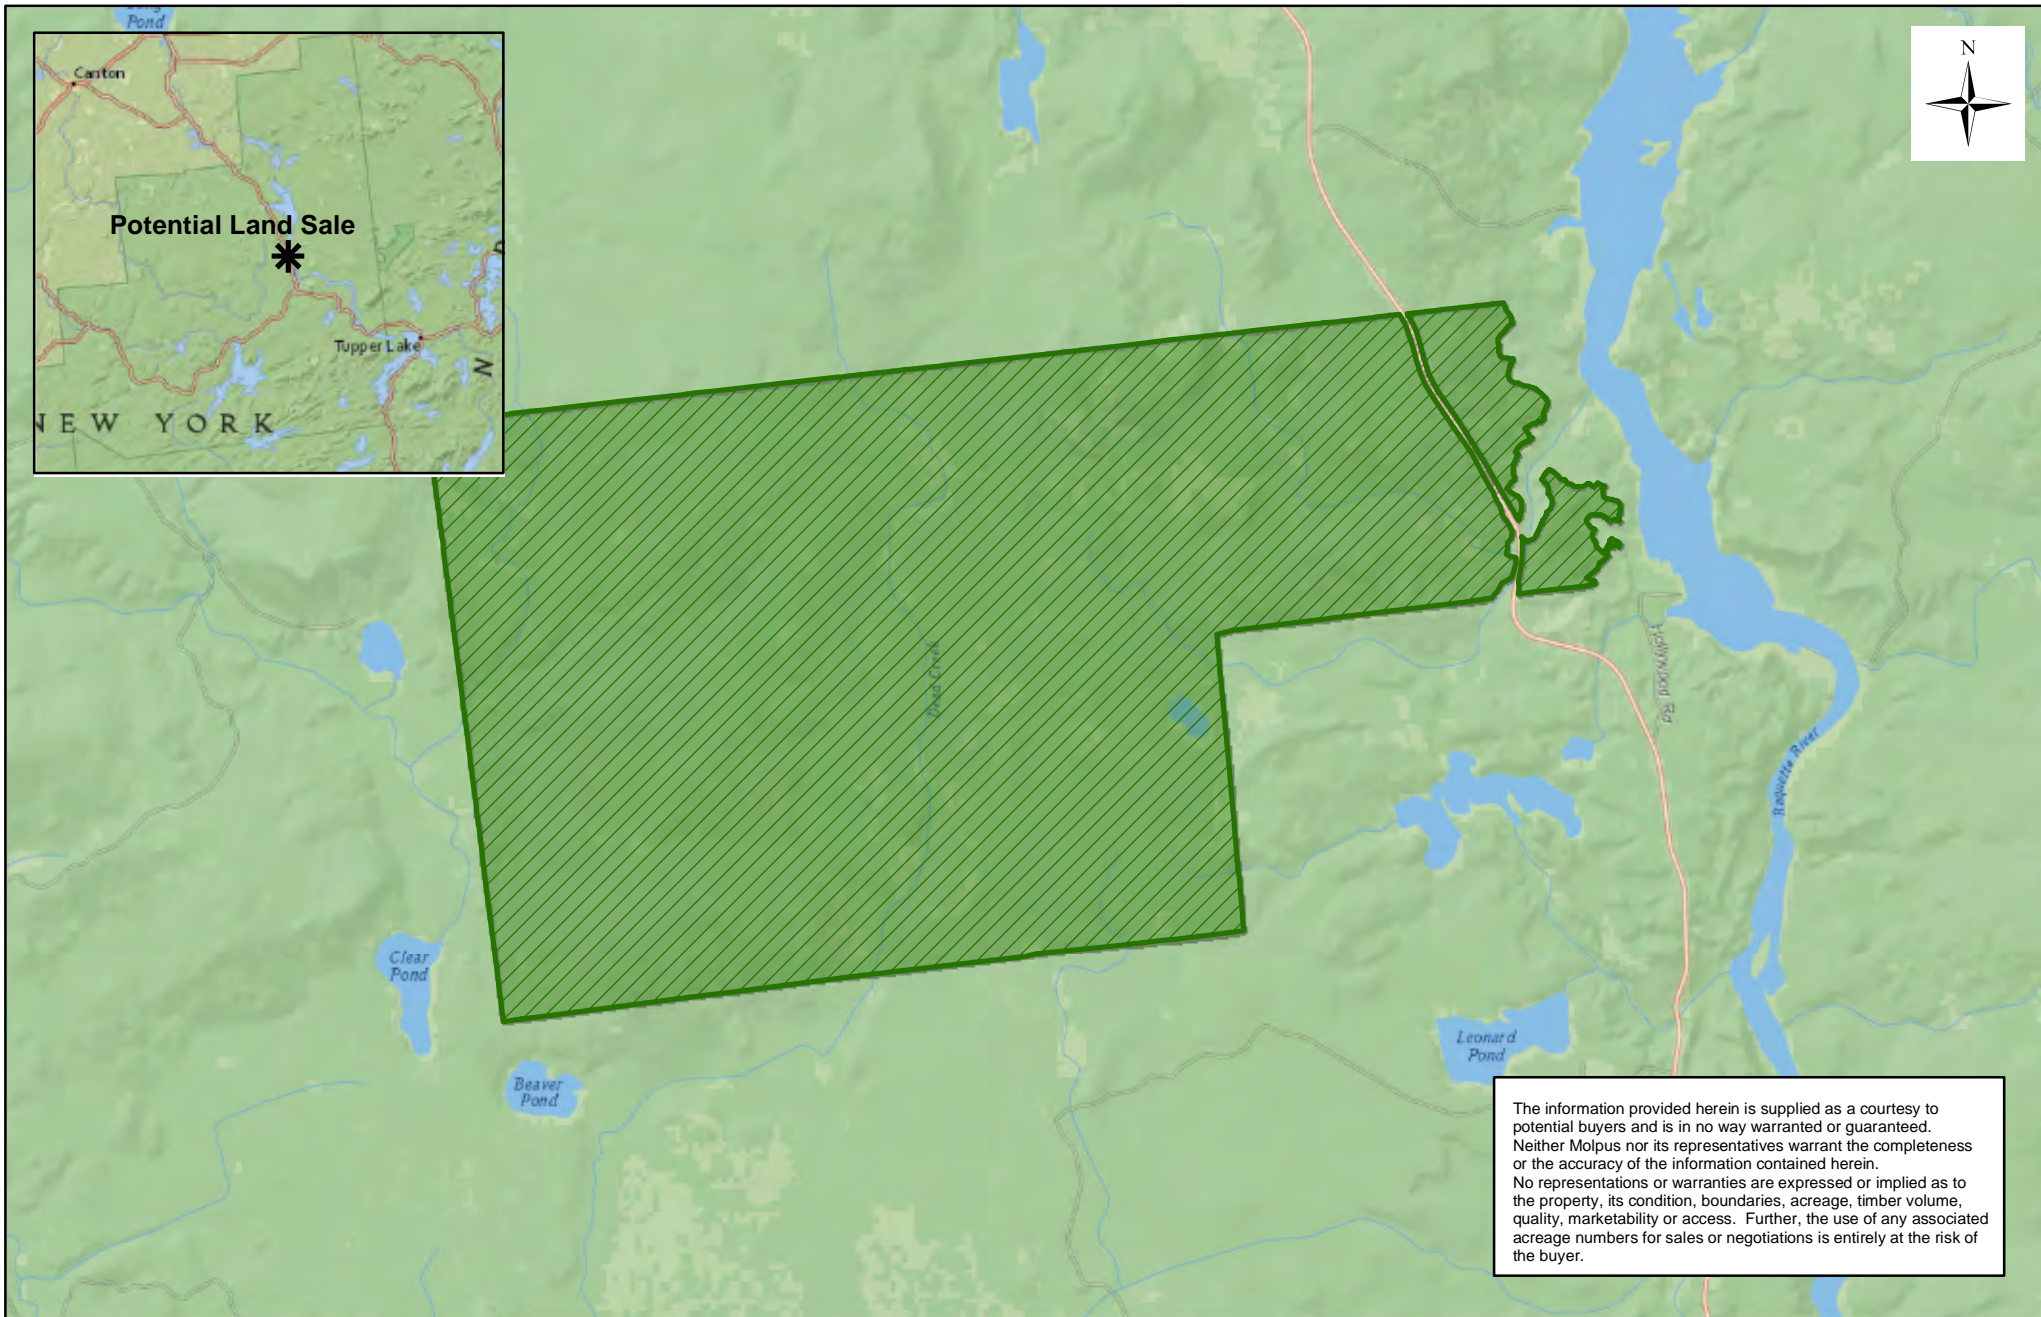 Pond
N
Canton
Potential Land Sale
Tupper Lake
N
NEW YORK
Dead Creek
Hollywood Rd
Raquette River
Clear
Pond
Leonard
Pond
Beaver
Pond
The information provided herein is supplied as a courtesy to
potential buyers and is in no way warranted or guaranteed.
Neither Molpus nor its representatives warrant the completeness
or the accuracy of the information contained herein.
No representations or warranties are expressed or implied as to
the property, its condition, boundaries, acreage, timber volume,
quality, marketability or access.  Further, the use of any associated
acreage numbers for sales or negotiations is entirely at the risk of
the buyer.